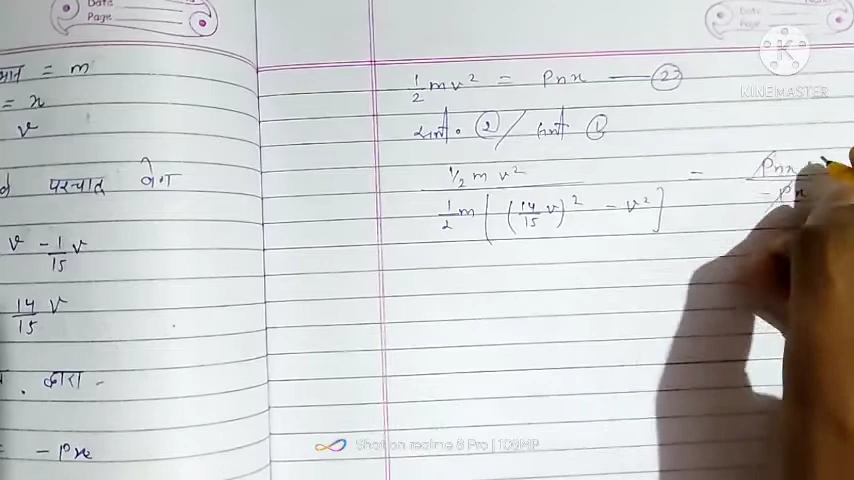 Date
Page
= m
= x
v
पश्चात् वेग
v - 1/15 v
14/15 v
द्वारा -
= - Px
Date
Page
1/2 mv² = Pnx — (2)
समी. (2) / समी (1)
1/2 m v² / 1/2 m [ (14/15 v)² - v² ] = Pnx / - Px
KINEMASTER
Shot on realme 8 Pro | 108MP